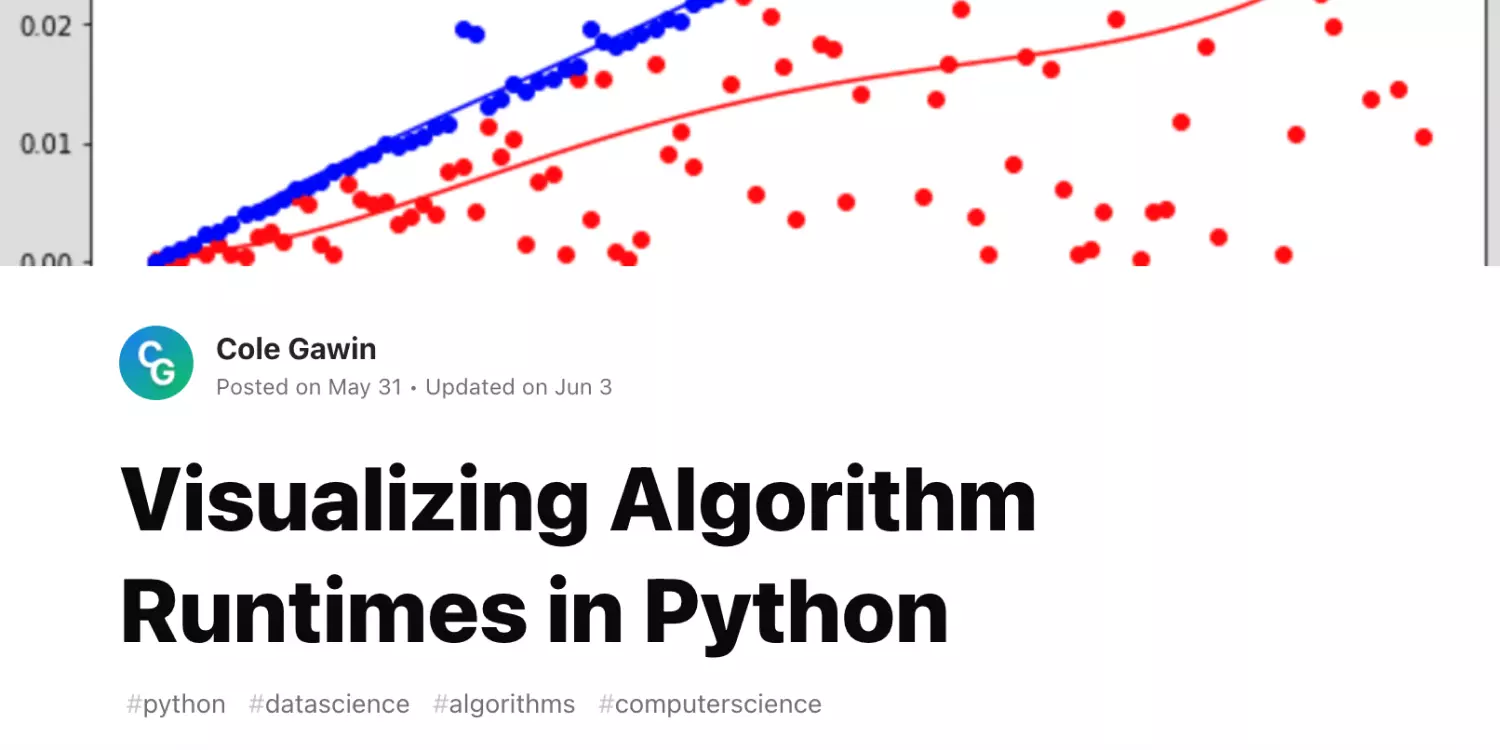 0.02
0.01
0.00
CG
Cole Gawin
Posted on May 31 • Updated on Jun 3
Visualizing Algorithm
Runtimes in Python
#python #datascience #algorithms #computerscience